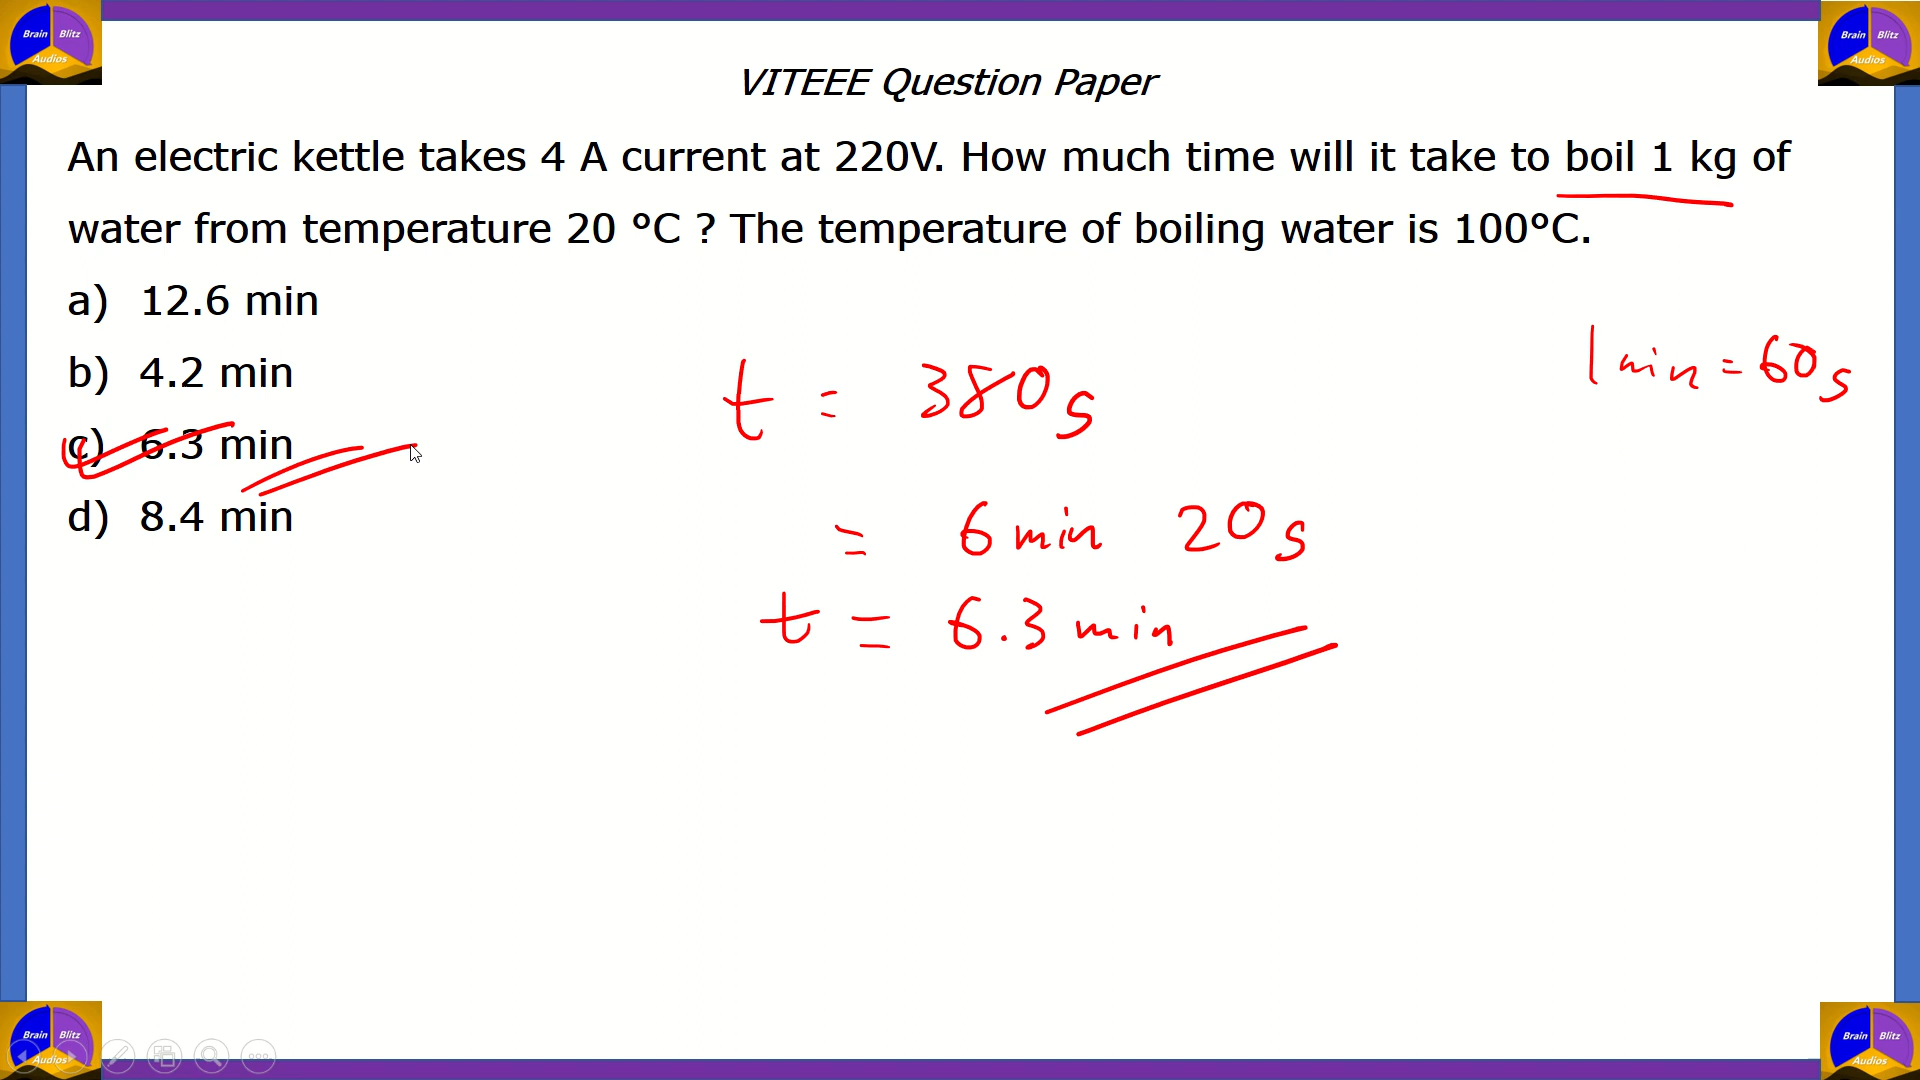 Brain Blitz
Audios
Brain Blitz
Audios
VITEEE Question Paper
An electric kettle takes 4 A current at 220V. How much time will it take to boil 1 kg of
water from temperature 20 °C ? The temperature of boiling water is 100°C.
a) 12.6 min
b) 4.2 min
c) 6.3 min
d) 8.4 min
1 min = 60 s
t = 380 s
= 6 min 20 s
t = 6.3 min
Brain Blitz
Audios
Brain Blitz
Audios